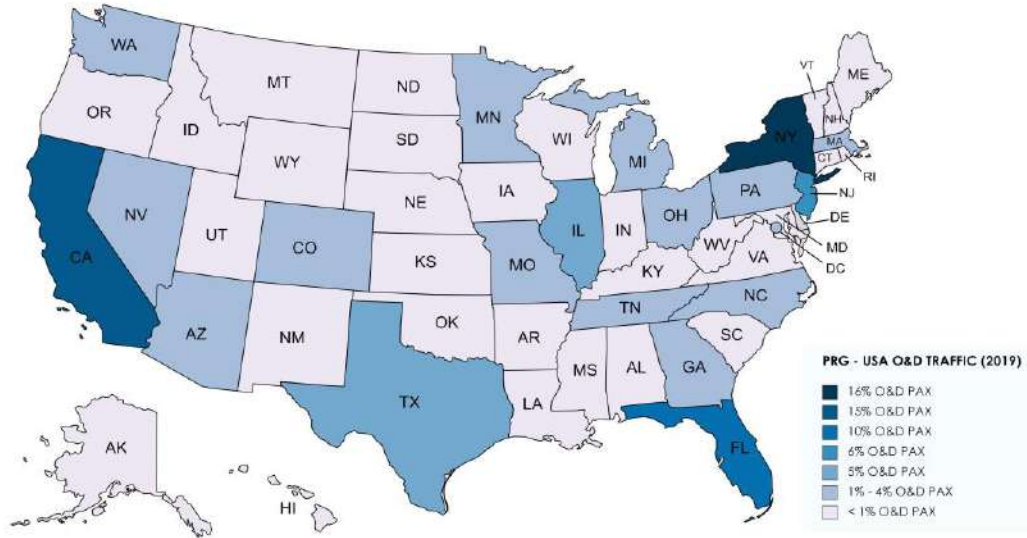 WA
MT
ND
MN
VT
ME
OR
ID
SD
WI
NY
NH
MA
WY
MI
CT
RI
IA
PA
NJ
NE
NV
OH
DE
UT
IL
IN
MD
CO
WV
DC
CA
KS
MO
KY
VA
TN
NC
AZ
OK
NM
AR
SC
MS
AL
GA
TX
LA
FL
AK
HI
PRG - USA O&D TRAFFIC (2019)
16% O&D PAX
15% O&D PAX
10% O&D PAX
6% O&D PAX
5% O&D PAX
1% - 4% O&D PAX
< 1% O&D PAX